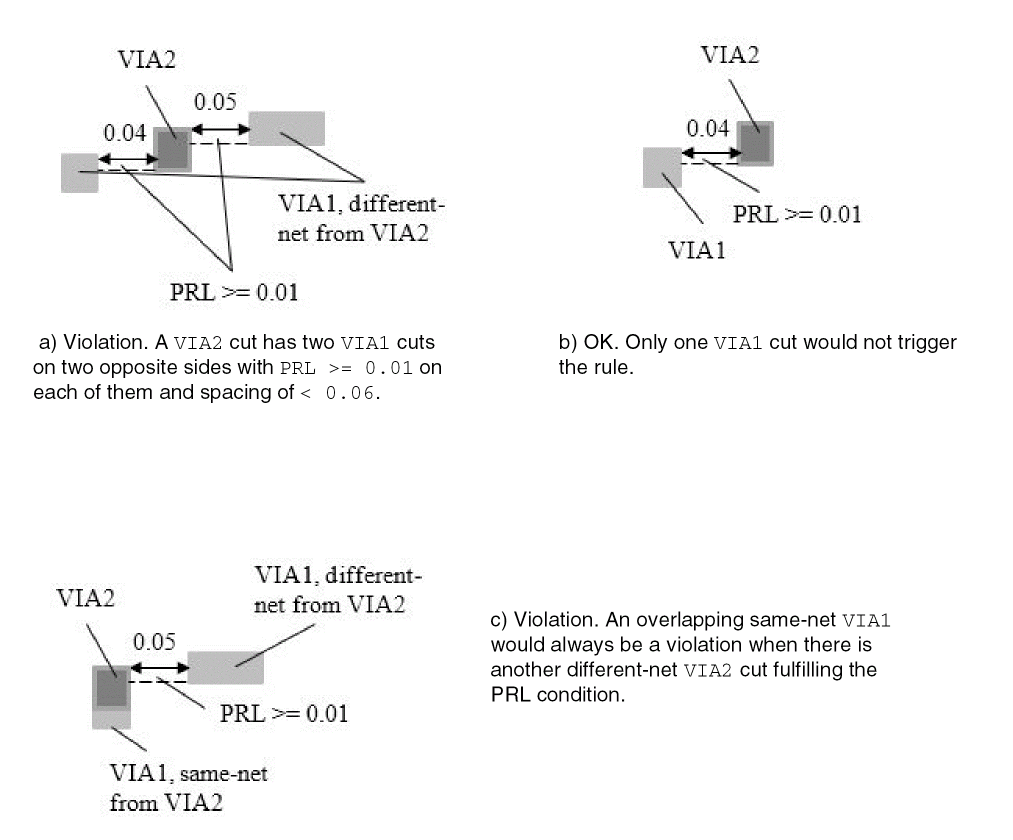 VIA2
0.05
0.04
VIA1, different-
net from VIA2
PRL >= 0.01
a) Violation. A VIA2 cut has two VIA1 cuts
on two opposite sides with PRL >= 0.01 on
each of them and spacing of < 0.06.
VIA2
0.04
PRL >= 0.01
VIA1
b) OK. Only one VIA1 cut would not trigger
the rule.
VIA1, different-
net from VIA2
VIA2
0.05
PRL >= 0.01
VIA1, same-net
from VIA2
c) Violation. An overlapping same-net VIA1
would always be a violation when there is
another different-net VIA2 cut fulfilling the
PRL condition.